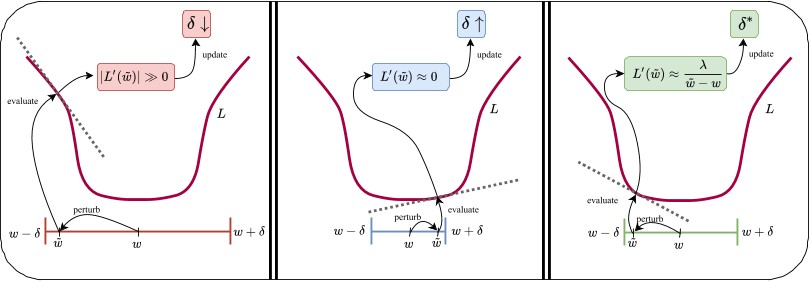 δ ↓
update
|L′(w̃)| ≫ 0
evaluate
L
perturb
w − δ
w + δ
w̃
w
δ ↑
update
L′(w̃) ≈ 0
L
perturb
evaluate
w − δ
w + δ
w
w̃
δ*
update
L′(w̃) ≈ λ / (w̃ − w)
L
evaluate
perturb
w − δ
w + δ
w̃
w